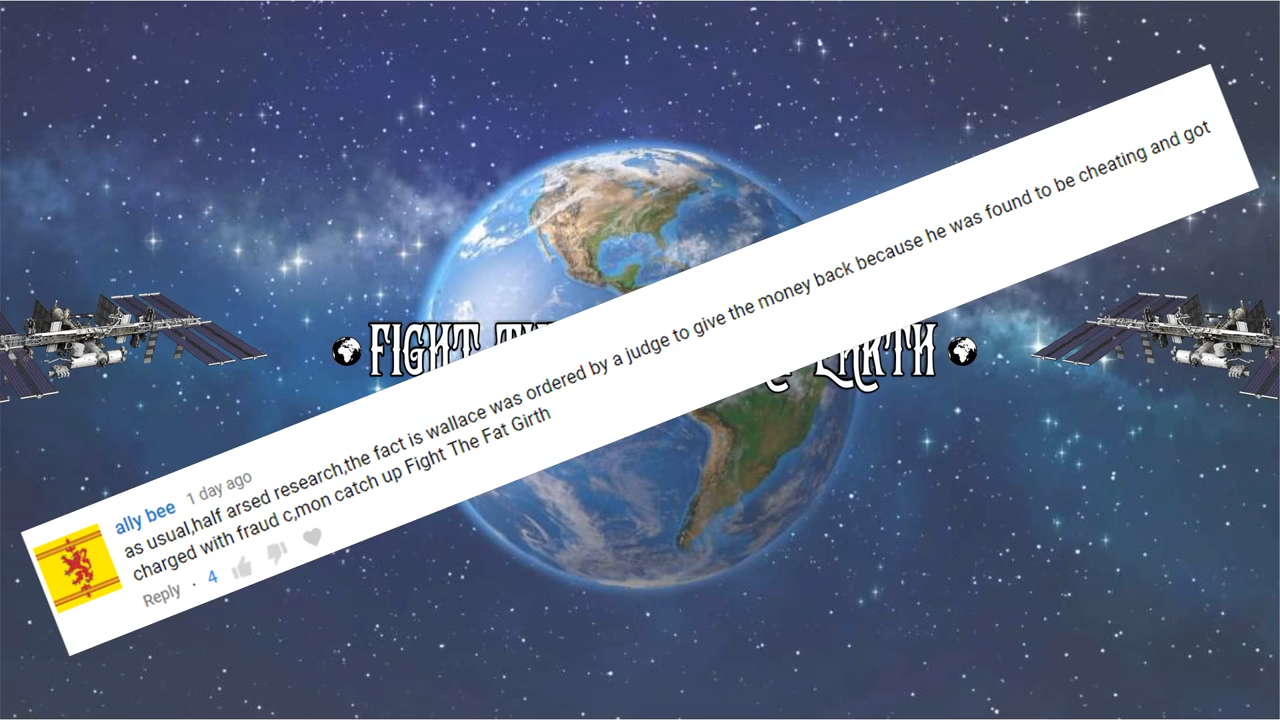 FIGHT EARTH
ally bee 1 day ago
as usual,half arsed research,the fact is wallace was ordered by a judge to give the money back because he was found to be cheating and got
charged with fraud c,mon catch up Fight The Fat Girth
Reply · 4